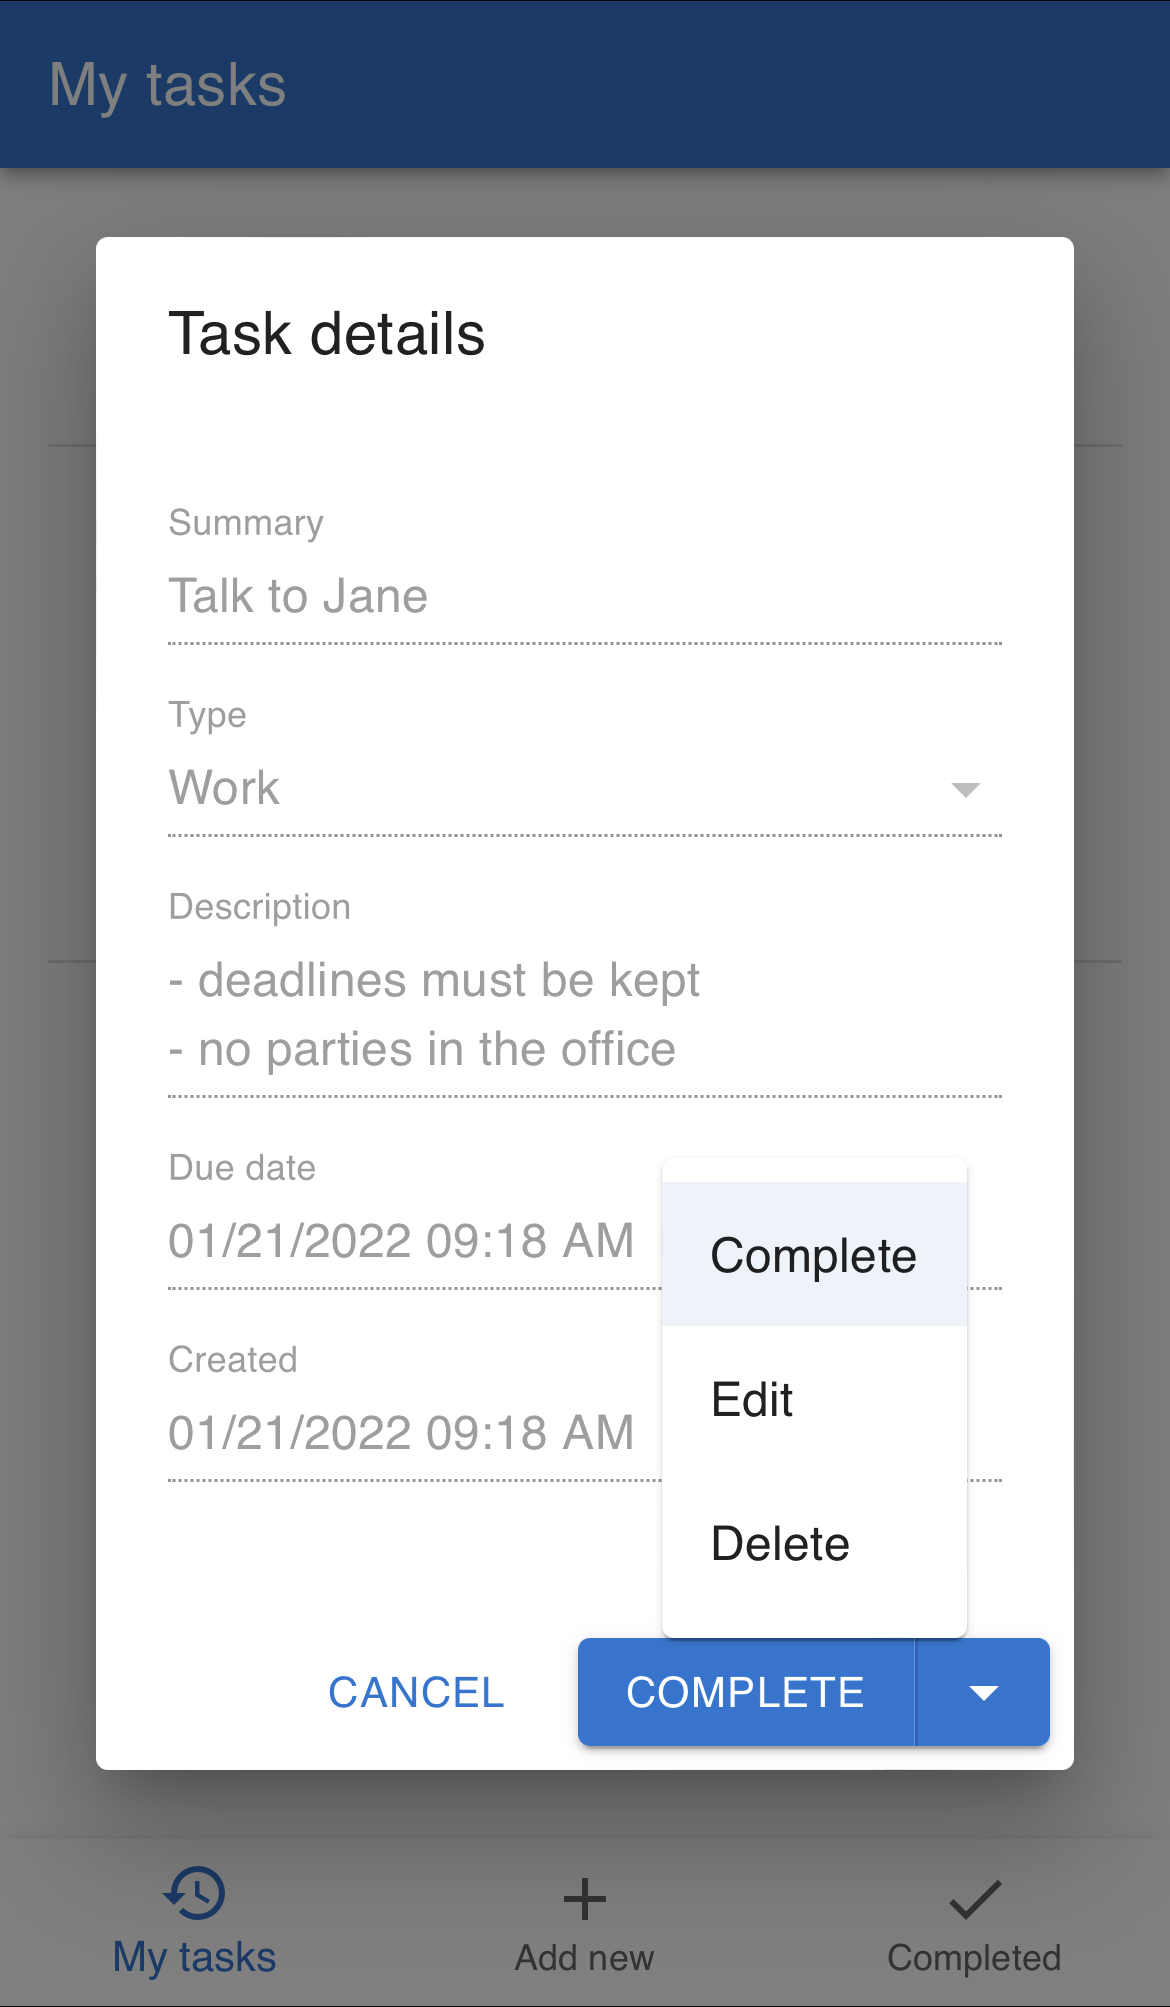 My tasks
Task details
Summary
Talk to Jane
Type
Work
Description
- deadlines must be kept
- no parties in the office
Due date
01/21/2022 09:18 AM
Created
01/21/2022 09:18 AM
Complete
Edit
Delete
CANCEL
COMPLETE
My tasks
Add new
Completed